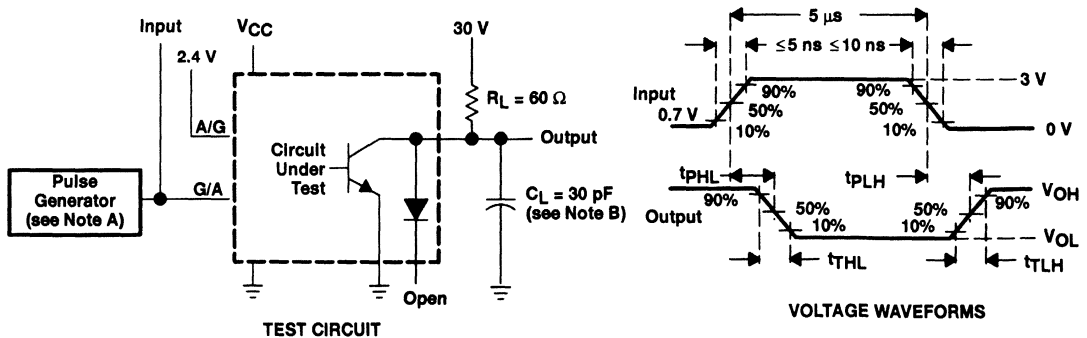 Input
VCC
2.4 V
A/G
G/A
Pulse
Generator
(see Note A)
Circuit
Under
Test
30 V
RL = 60 Ω
Output
CL = 30 pF
(see Note B)
Open
TEST CIRCUIT
5 μs
≤5 ns ≤10 ns
Input
0.7 V
90%
50%
10%
90%
50%
10%
3 V
0 V
tPHL
tPLH
Output
90%
50%
10%
50%
10%
90%
VOH
VOL
tTHL
tTLH
VOLTAGE WAVEFORMS